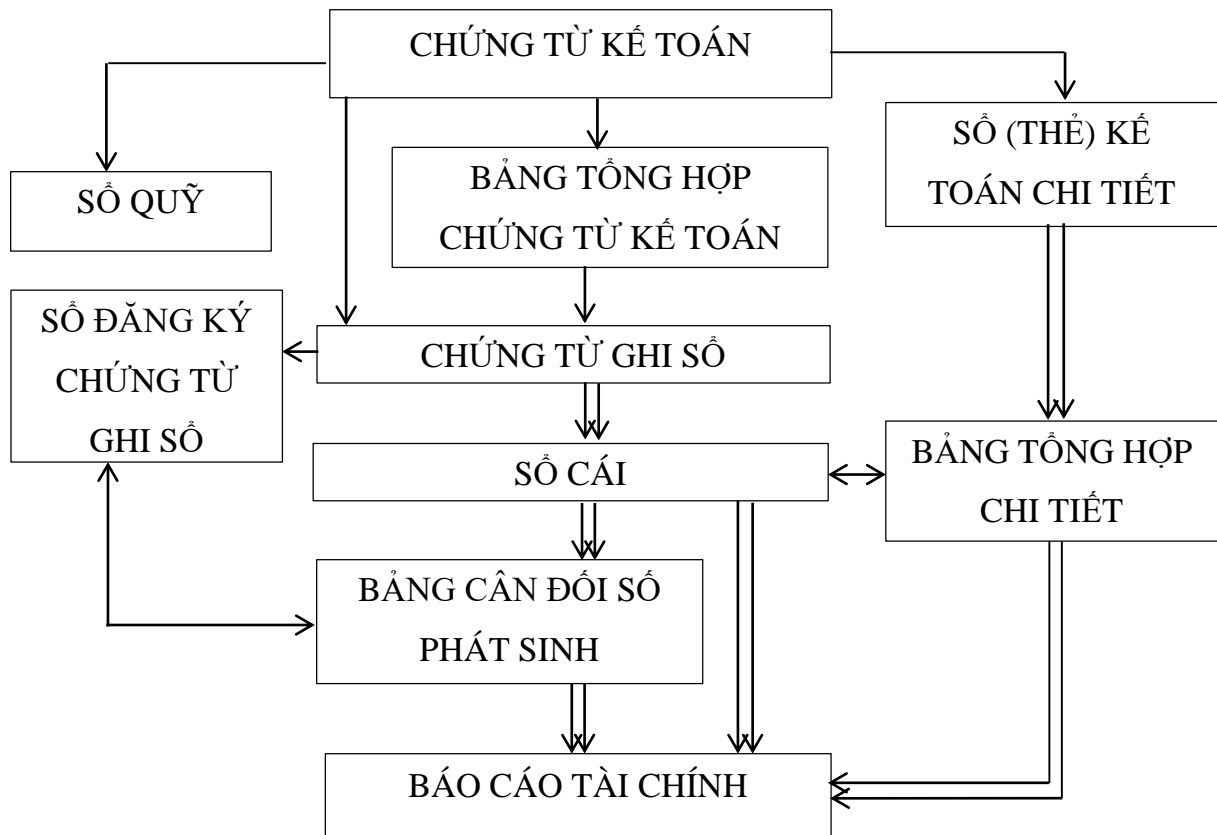 CHỨNG TỪ KẾ TOÁN
SỔ (THẺ) KẾ
TOÁN CHI TIẾT
SỔ QUỸ
BẢNG TỔNG HỢP
CHỨNG TỪ KẾ TOÁN
SỔ ĐĂNG KÝ
CHỨNG TỪ
GHI SỔ
CHỨNG TỪ GHI SỔ
SỔ CÁI
BẢNG TỔNG HỢP
CHI TIẾT
BẢNG CÂN ĐỐI SỐ
PHÁT SINH
BÁO CÁO TÀI CHÍNH